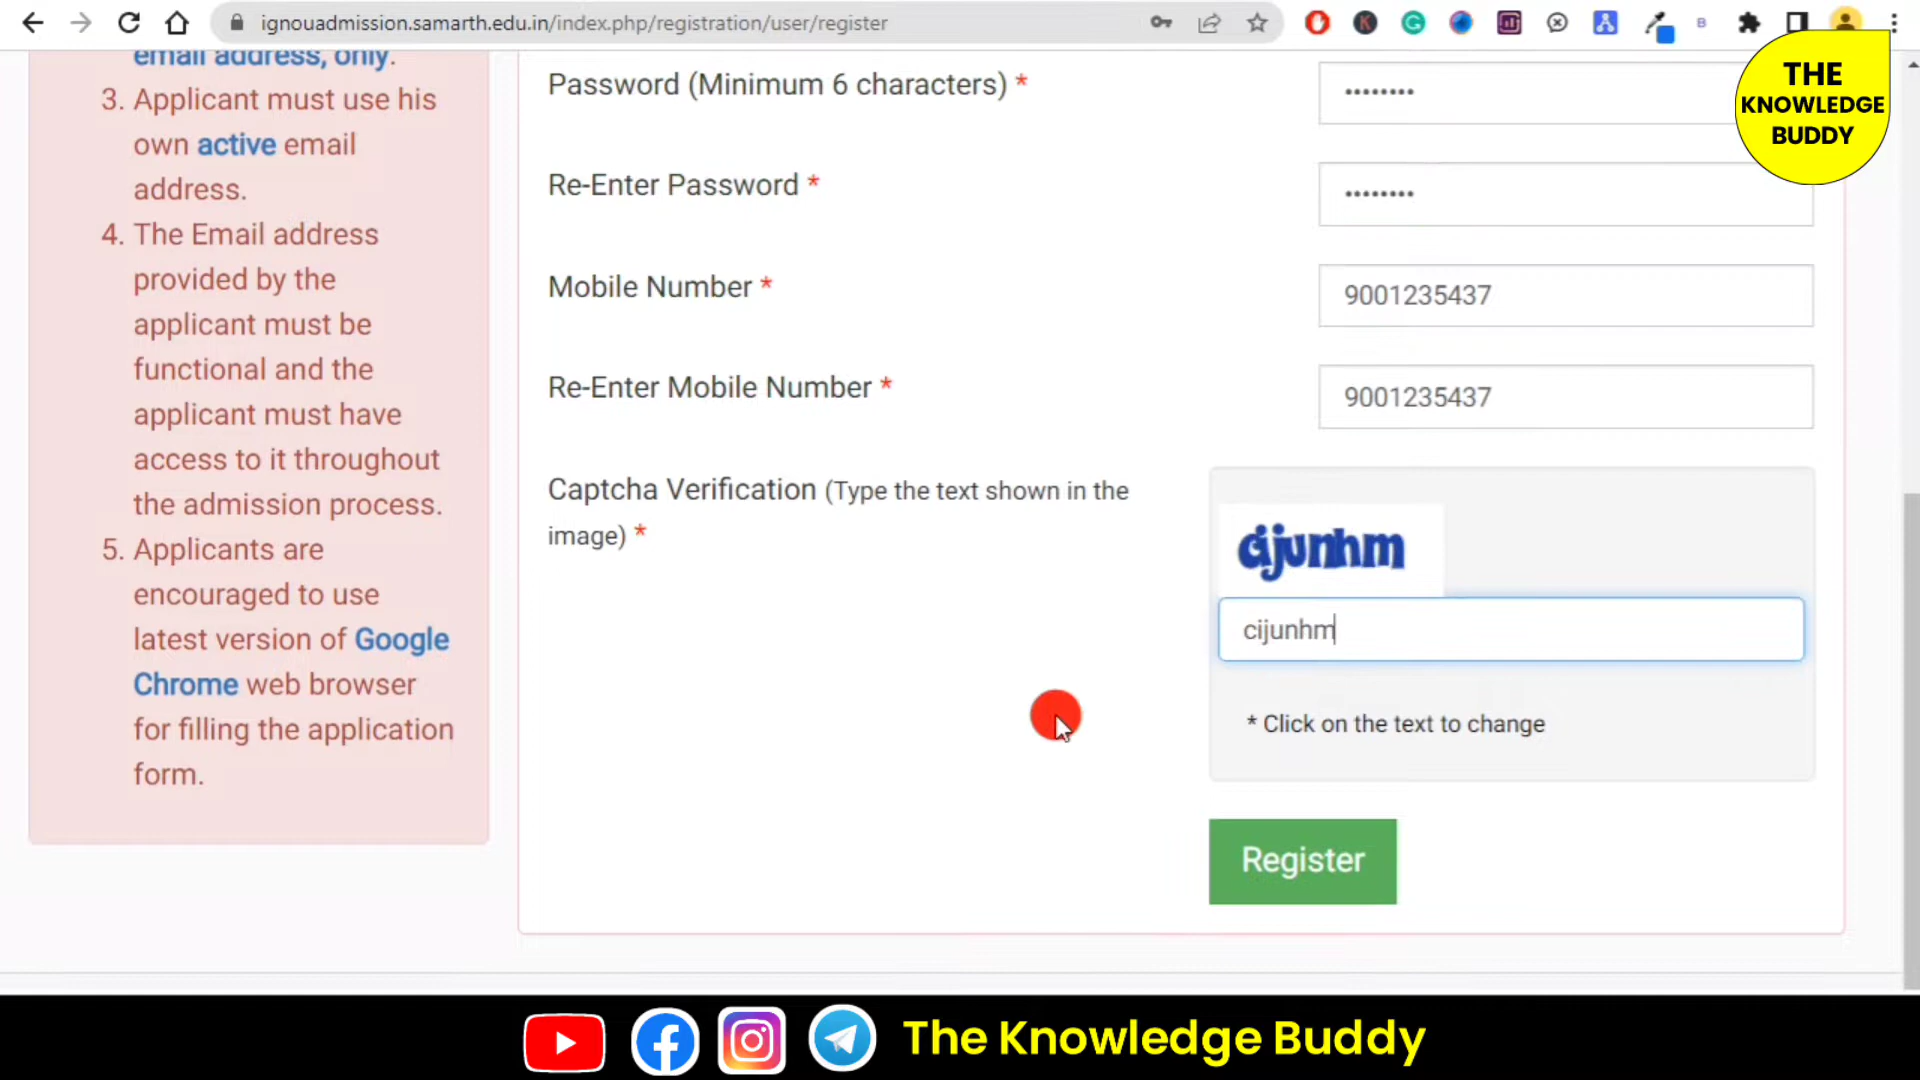 ignouadmission.samarth.edu.in/index.php/registration/user/register
THE
KNOWLEDGE
BUDDY
email address, only.
3. Applicant must use his
own active email
address.
4. The Email address
provided by the
applicant must be
functional and the
applicant must have
access to it throughout
the admission process.
5. Applicants are
encouraged to use
latest version of Google
Chrome web browser
for filling the application
form.
Password (Minimum 6 characters) *
••••••••
Re-Enter Password *
••••••••
Mobile Number *
9001235437
Re-Enter Mobile Number *
9001235437
Captcha Verification (Type the text shown in the
image) *
cijunhm
cijunhm
* Click on the text to change
Register
The Knowledge Buddy